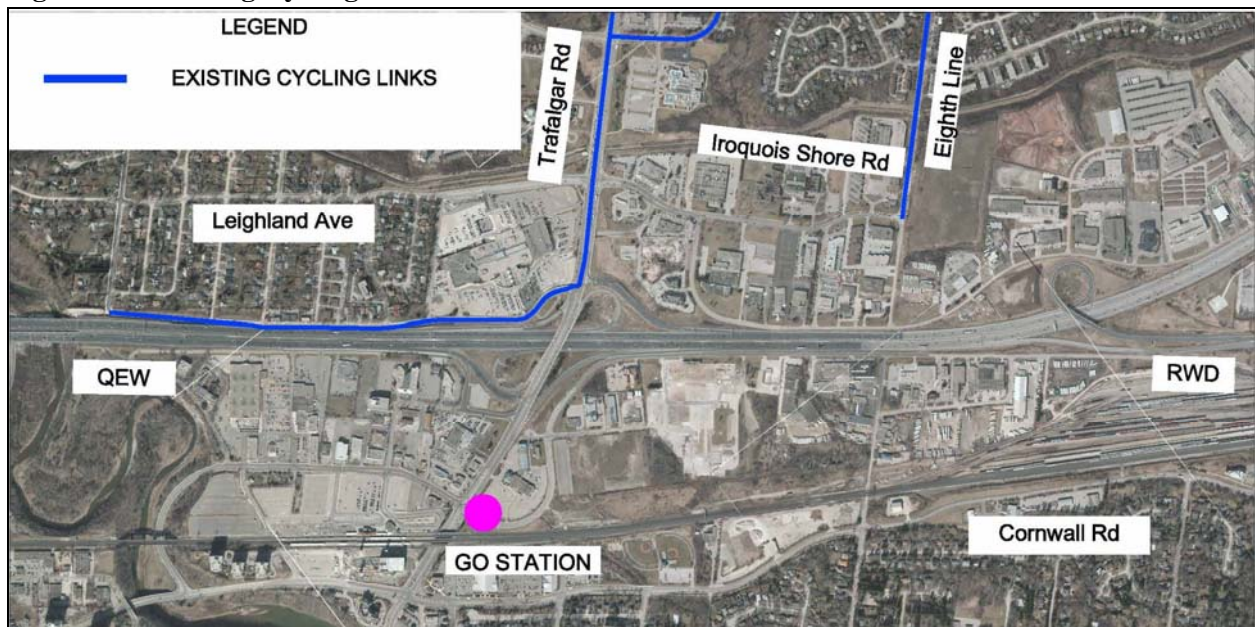 LEGEND
EXISTING CYCLING LINKS
Trafalgar Rd
Eighth Line
Iroquois Shore Rd
Leighland Ave
QEW
RWD
GO STATION
Cornwall Rd